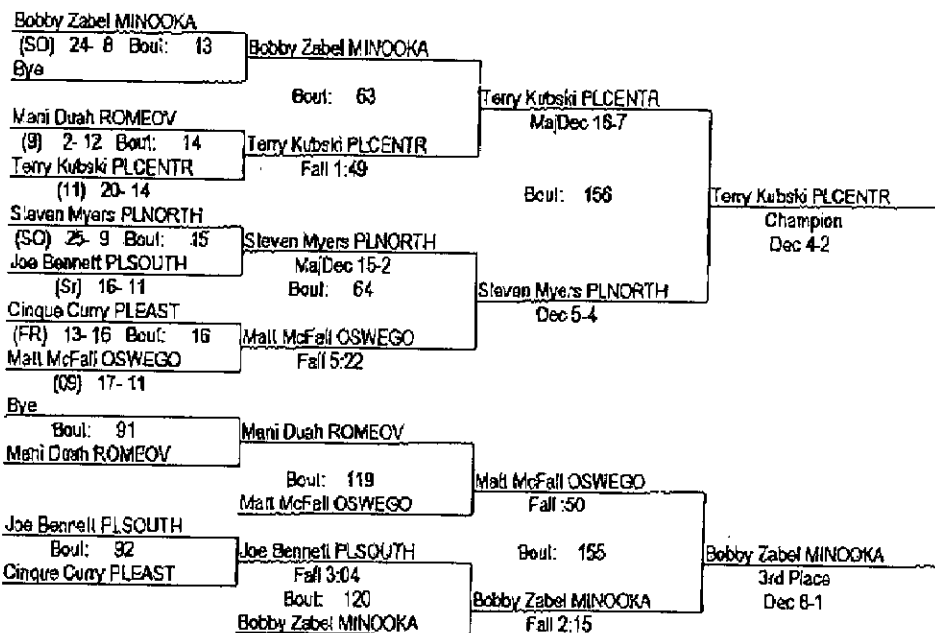 Bobby Zabel MINOOKA
(SO) 24- 8 Bout: 13
Bye
Bobby Zabel MINOOKA
Bout: 63
Mani Duah ROMEOV
(9) 2- 12 Bout: 14
Terry Kubski PLCENTR
(11) 20- 14
Terry Kubski PLCENTR
Fall 1:49
Terry Kubski PLCENTR
MajDec 16-7
Bout: 156
Steven Myers PLNORTH
(SO) 25- 9 Bout: 15
Joe Bennett PLSOUTH
(Sr) 16- 11
Steven Myers PLNORTH
MajDec 15-2
Bout: 64
Cinque Curry PLEAST
(FR) 13- 16 Bout: 16
Matt McFall OSWEGO
(09) 17- 11
Matt McFall OSWEGO
Fall 5:22
Steven Myers PLNORTH
Dec 5-4
Terry Kubski PLCENTR
Champion
Dec 4-2
Bye
Bout: 91
Mani Duah ROMEOV
Mani Duah ROMEOV
Bout: 119
Matt McFall OSWEGO
Matt McFall OSWEGO
Fall :50
Bout: 155
Joe Bennett PLSOUTH
Bout: 92
Cinque Curry PLEAST
Joe Bennett PLSOUTH
Fall 3:04
Bout: 120
Bobby Zabel MINOOKA
Bobby Zabel MINOOKA
Fall 2:15
Bobby Zabel MINOOKA
3rd Place
Dec 6-1